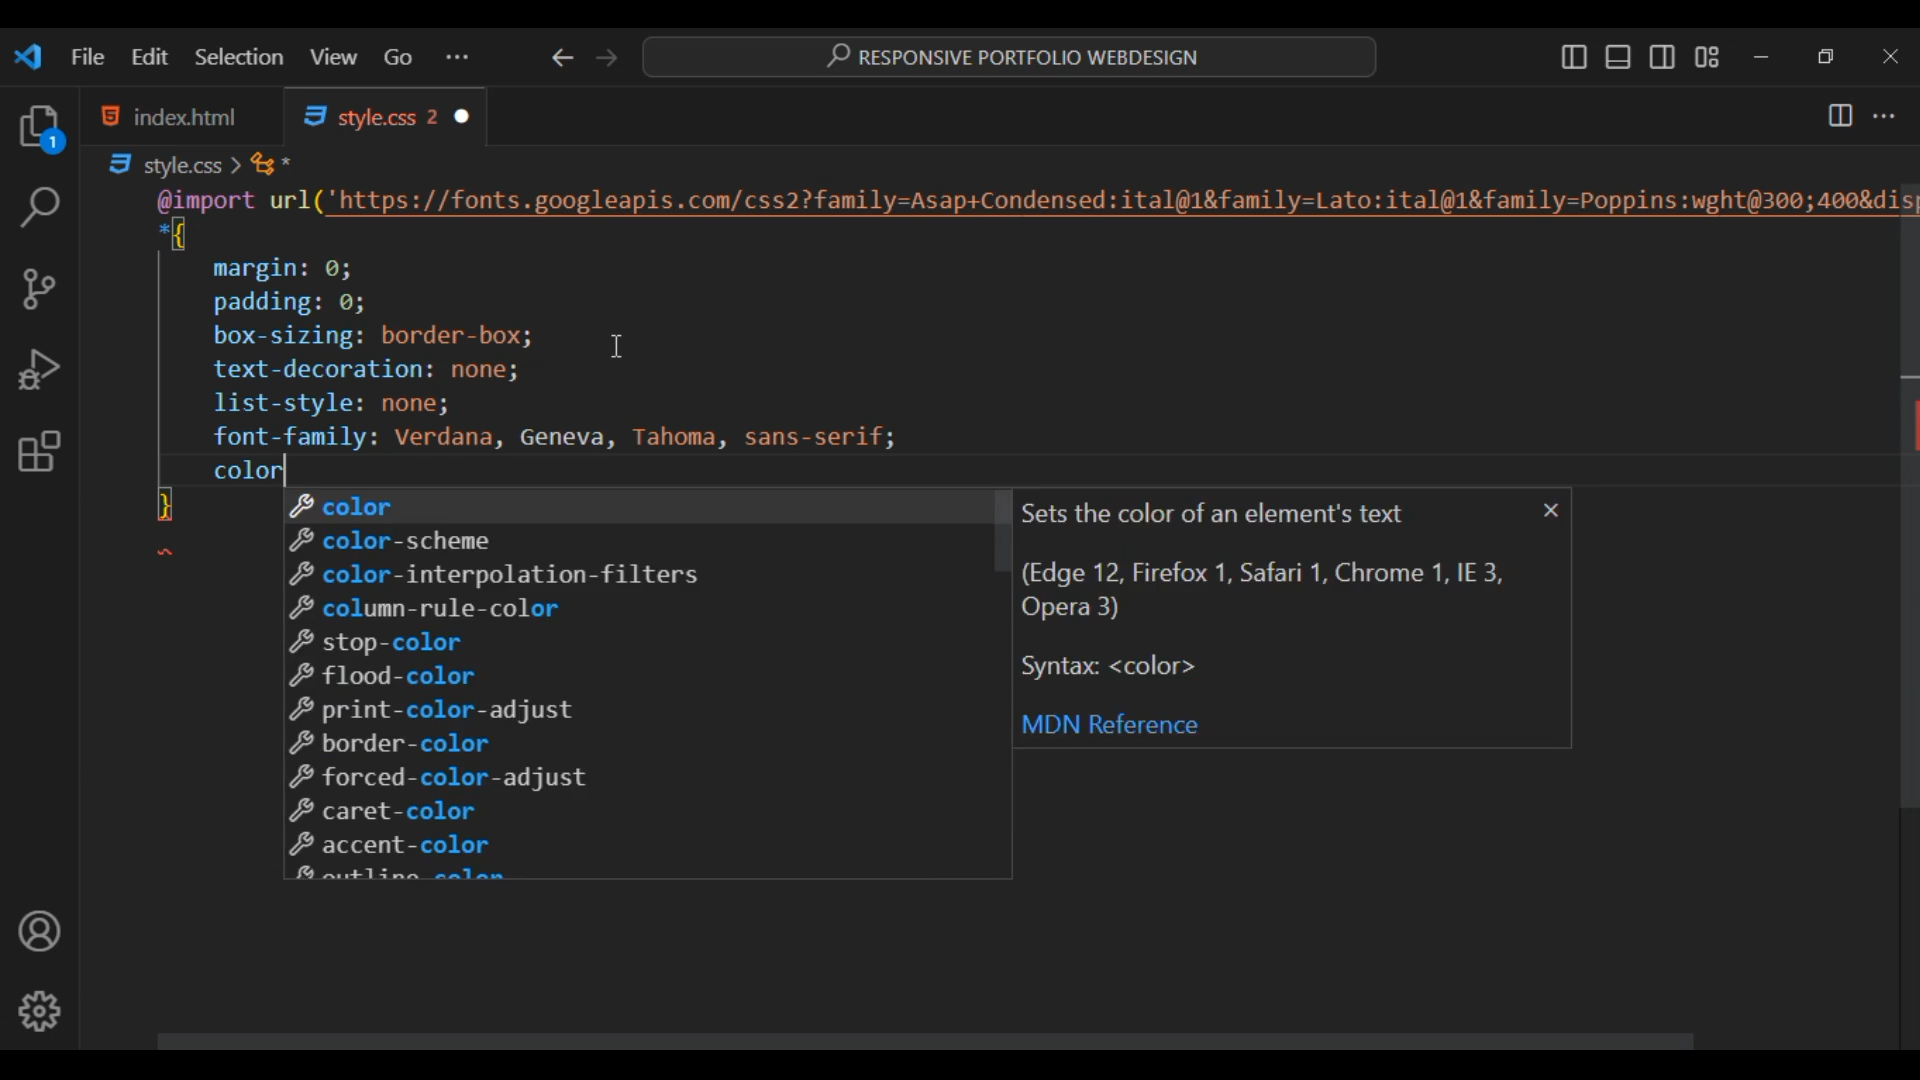 File Edit Selection View Go ··· RESPONSIVE PORTFOLIO WEBDESIGN
1
index.html style.css 2
style.css > *
@import url('https://fonts.googleapis.com/css2?family=Asap+Condensed:ital@1&family=Lato:ital@1&family=Poppins:wght@300;400&disp
*{
margin: 0;
padding: 0;
box-sizing: border-box;
text-decoration: none;
list-style: none;
font-family: Verdana, Geneva, Tahoma, sans-serif;
color
}
color
color-scheme
color-interpolation-filters
column-rule-color
stop-color
flood-color
print-color-adjust
border-color
forced-color-adjust
caret-color
accent-color
outline-color
Sets the color of an element's text
(Edge 12, Firefox 1, Safari 1, Chrome 1, IE 3,
Opera 3)
Syntax: <color>
MDN Reference